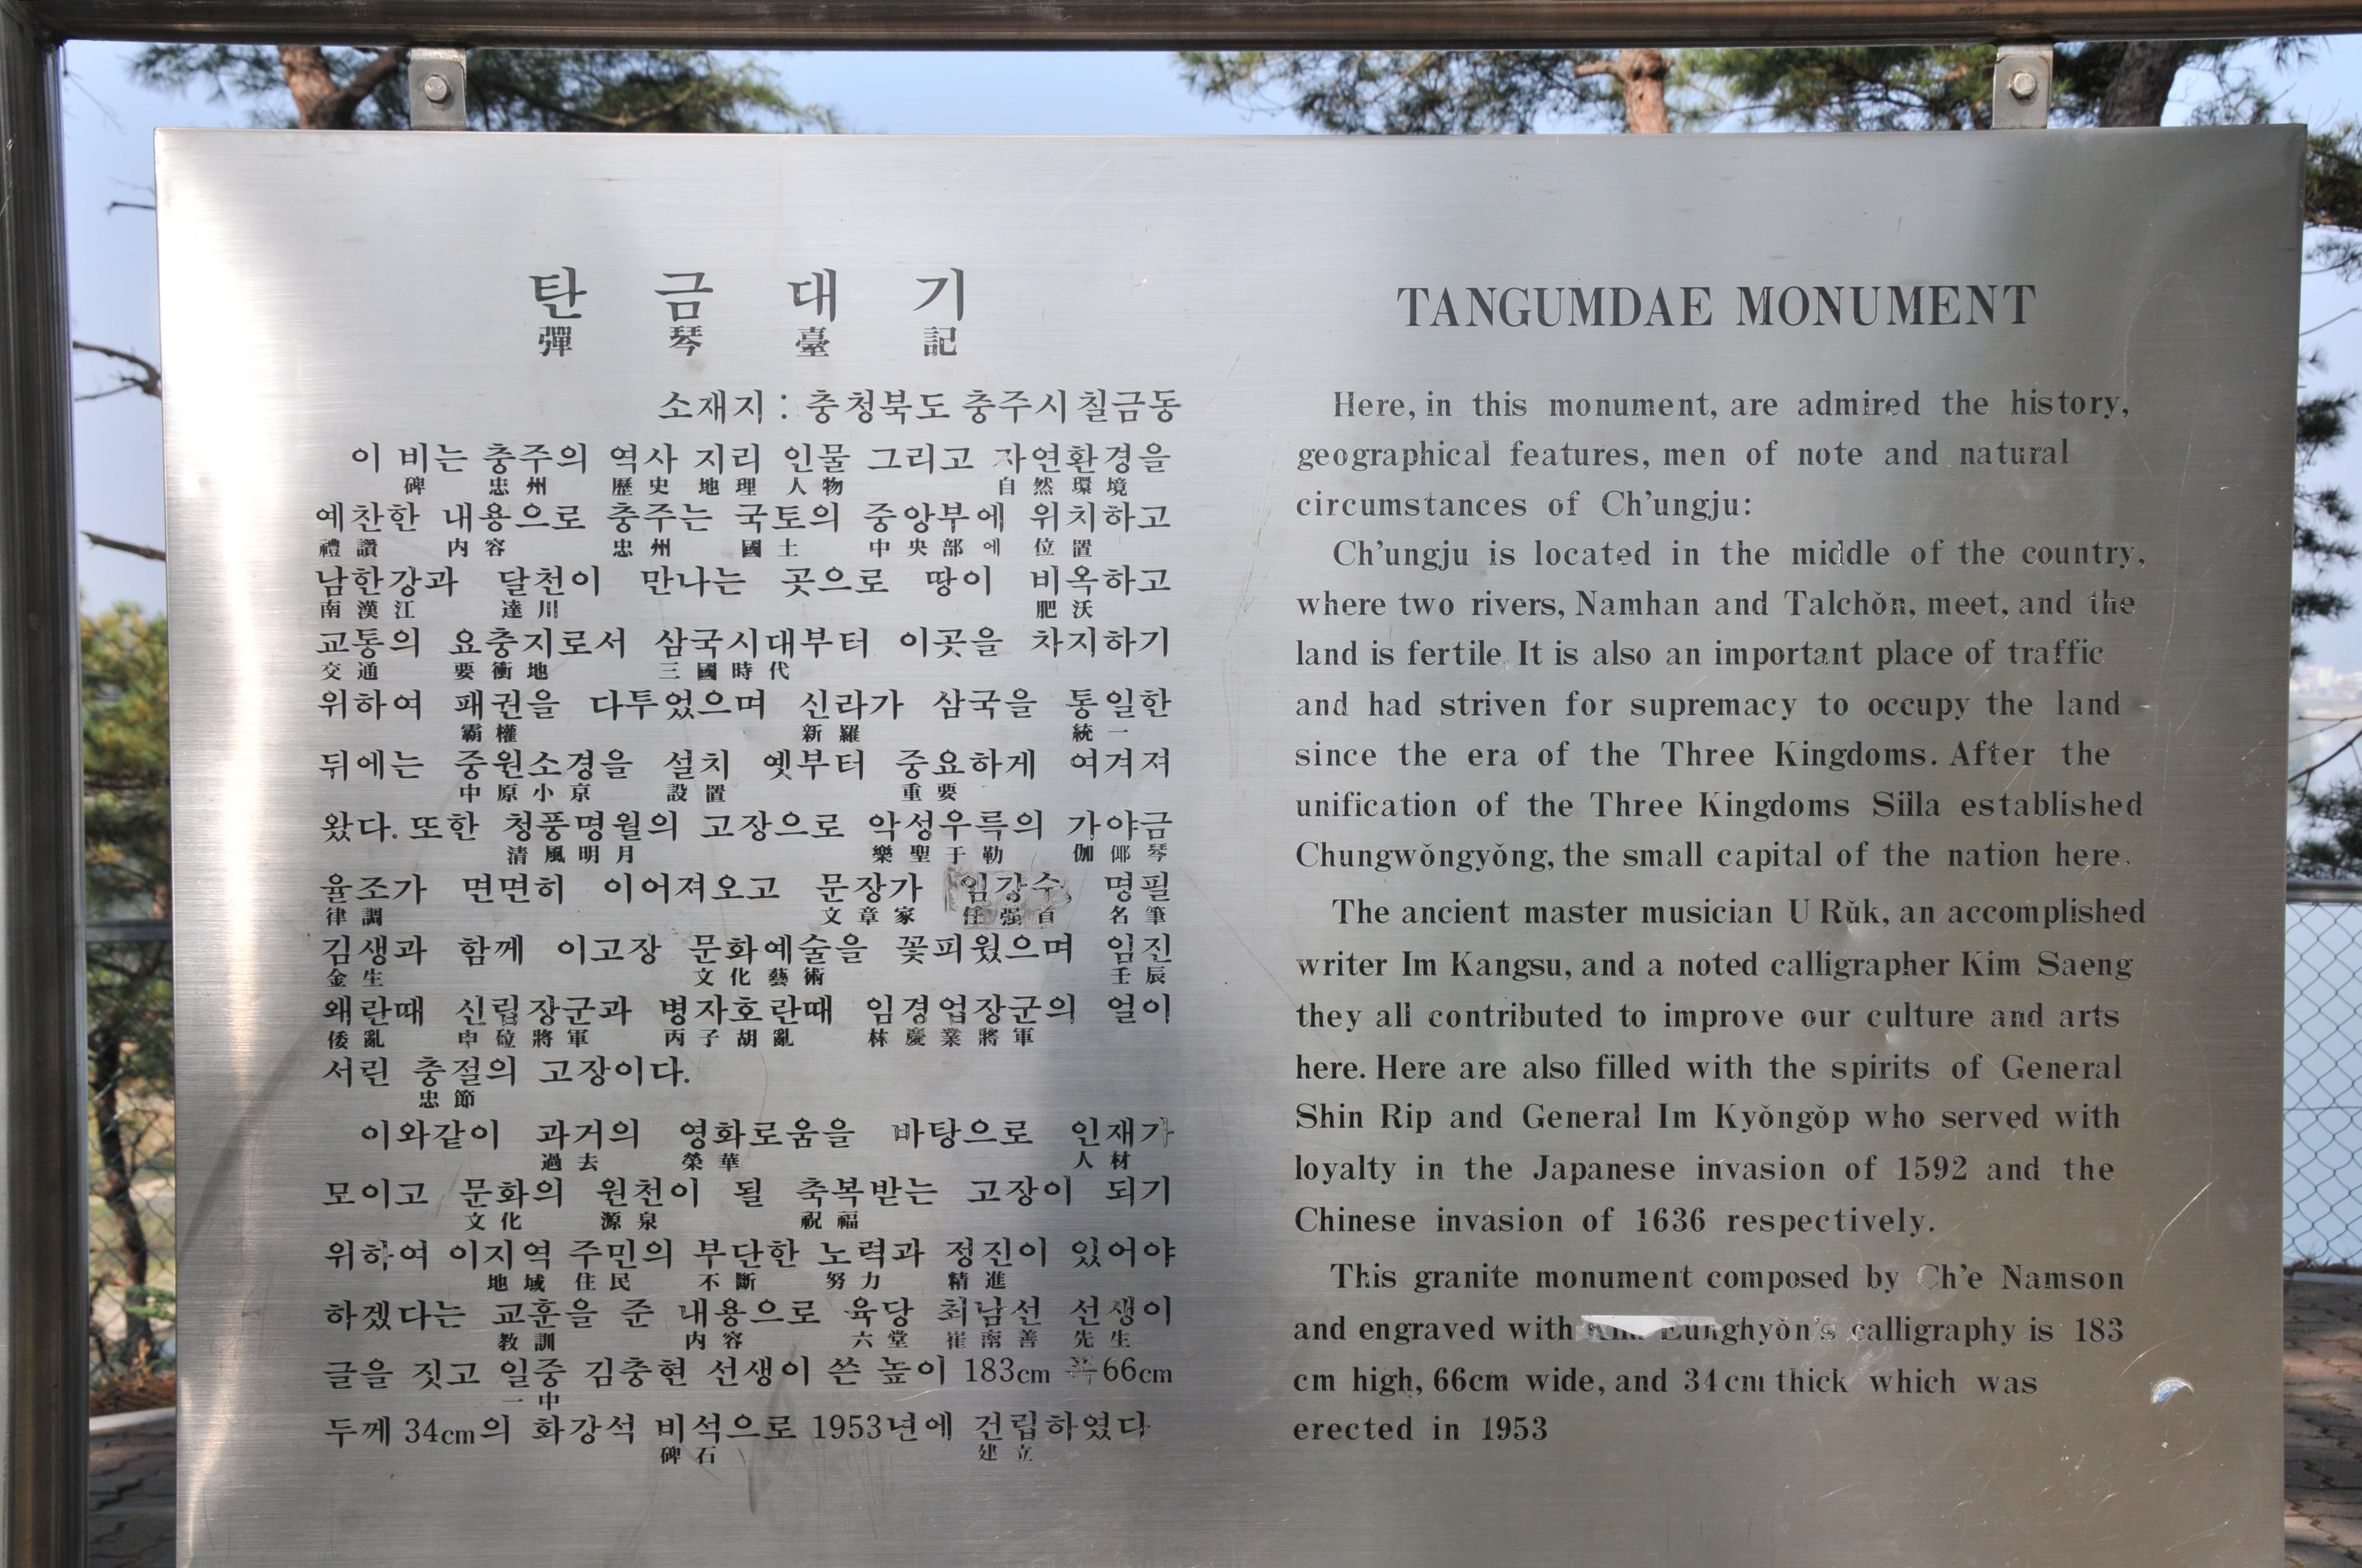 탄 금 대 기
彈 琴 臺 記
소재지 : 충청북도 충주시 칠금동
이 비는 충주의 역사 지리 인물 그리고 자연환경을
碑 忠州 歷史 地理 人物 自然環境
예찬한 내용으로 충주는 국토의 중앙부에 위치하고
禮讚 内容 忠州 國土 中央部에 位置
남한강과 달천이 만나는 곳으로 땅이 비옥하고
南漢江 達川 肥沃
교통의 요충지로서 삼국시대부터 이곳을 차지하기
交通 要衝地 三國時代
위하여 패권을 다투었으며 신라가 삼국을 통일한
霸權 新羅 統一
뒤에는 중원소경을 설치 옛부터 중요하게 여겨져
中原小京 設置 重要
왔다. 또한 청풍명월의 고장으로 악성우륵의 가야금
清風明月 樂聖于勒 伽倻琴
율조가 면면히 이어져오고 문장가 임강수, 명필
律調 文章家 任强首 名筆
김생과 함께 이고장 문화예술을 꽃피웠으며 임진
金生 文化藝術 壬辰
왜란때 신립장군과 병자호란때 임경업장군의 얼이
倭亂 申砬將軍 丙子胡亂 林慶業將軍
서린 충절의 고장이다.
忠節
이와같이 과거의 영화로움을 바탕으로 인재가
過去 榮華 人材
모이고 문화의 원천이 될 축복받는 고장이 되기
文化 源泉 祝福
위하여 이지역 주민의 부단한 노력과 정진이 있어야
地域 住民 不斷 努力 精進
하겠다는 교훈을 준 내용으로 육당 최남선 선생이
教訓 内容 六堂 崔南善 先生
글을 짓고 일중 김충현 선생이 쓴 높이 183cm 폭66cm
一中
두께 34cm의 화강석 비석으로 1953년에 건립하였다
碑石 建立
TANGUMDAE MONUMENT
Here, in this monument, are admired the history,
geographical features, men of note and natural
circumstances of Ch'ungju:
Ch'ungju is located in the middle of the country,
where two rivers, Namhan and Talchŏn, meet, and the
land is fertile. It is also an important place of traffic
and had striven for supremacy to occupy the land
since the era of the Three Kingdoms. After the
unification of the Three Kingdoms Silla established
Chungwŏngyŏng, the small capital of the nation here.
The ancient master musician U Rŭk, an accomplished
writer Im Kangsu, and a noted calligrapher Kim Saeng
they all contributed to improve our culture and arts
here. Here are also filled with the spirits of General
Shin Rip and General Im Kyŏngŏp who served with
loyalty in the Japanese invasion of 1592 and the
Chinese invasion of 1636 respectively.
This granite monument composed by Ch'e Namson
and engraved with calligraphy is 183
cm high, 66cm wide, and 34cm thick which was
erected in 1953